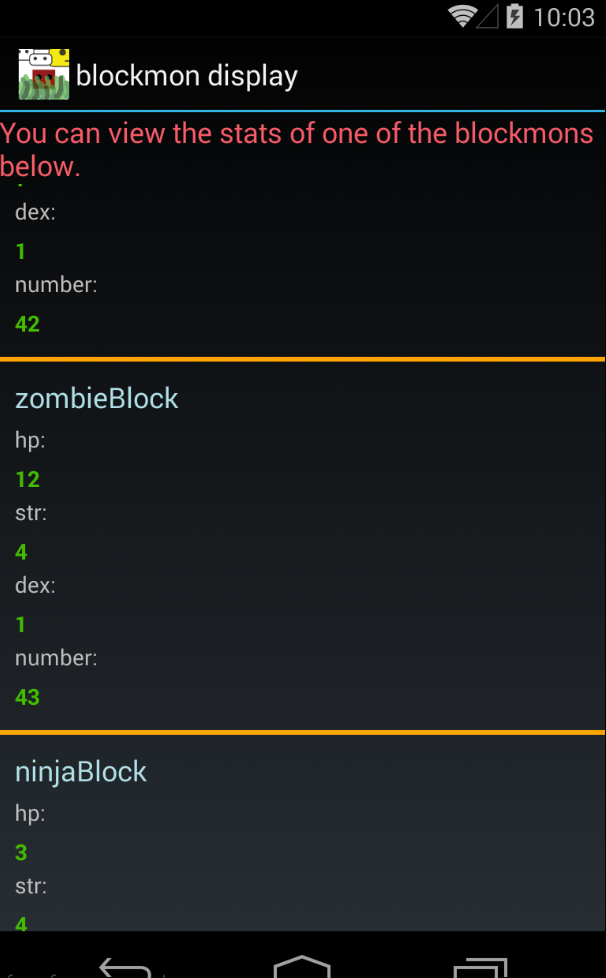 10:03
blockmon display
You can view the stats of one of the blockmons
below.
dex:
1
number:
42
zombieBlock
hp:
12
str:
4
dex:
1
number:
43
ninjaBlock
hp:
3
str:
4